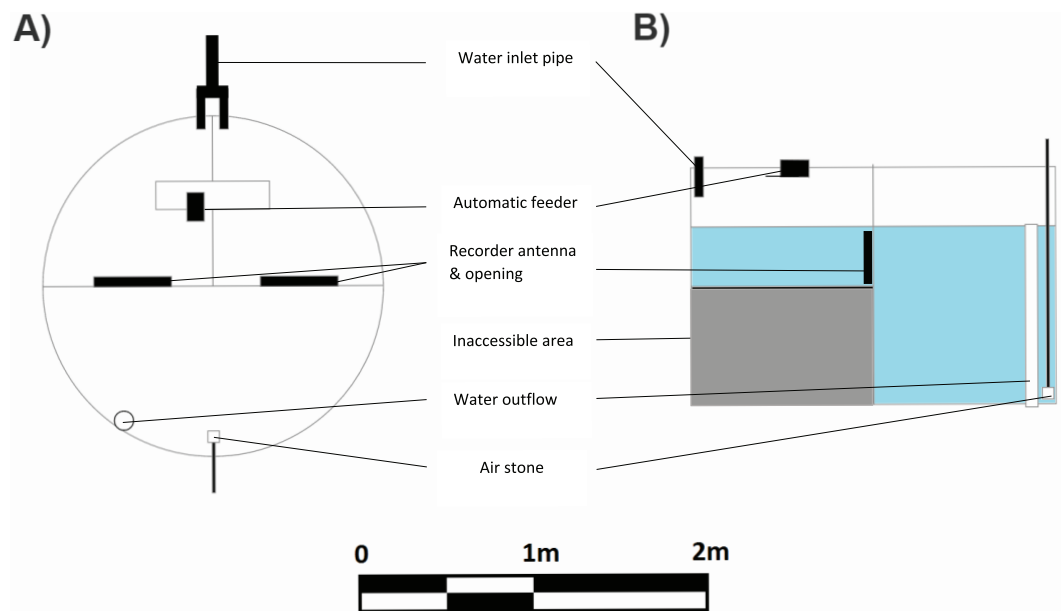 A)
B)
Water inlet pipe
Automatic feeder
Recorder antenna
& opening
Inaccessible area
Water outflow
Air stone
0 1m 2m